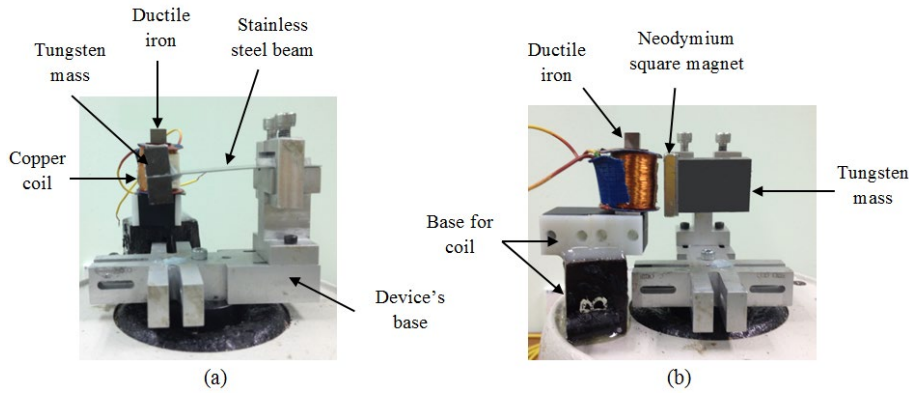 Ductile
iron
Tungsten
mass
Stainless
steel beam
Copper
coil
Device's
base
(a)
Ductile
iron
Neodymium
square magnet
Tungsten
mass
Base for
coil
(b)